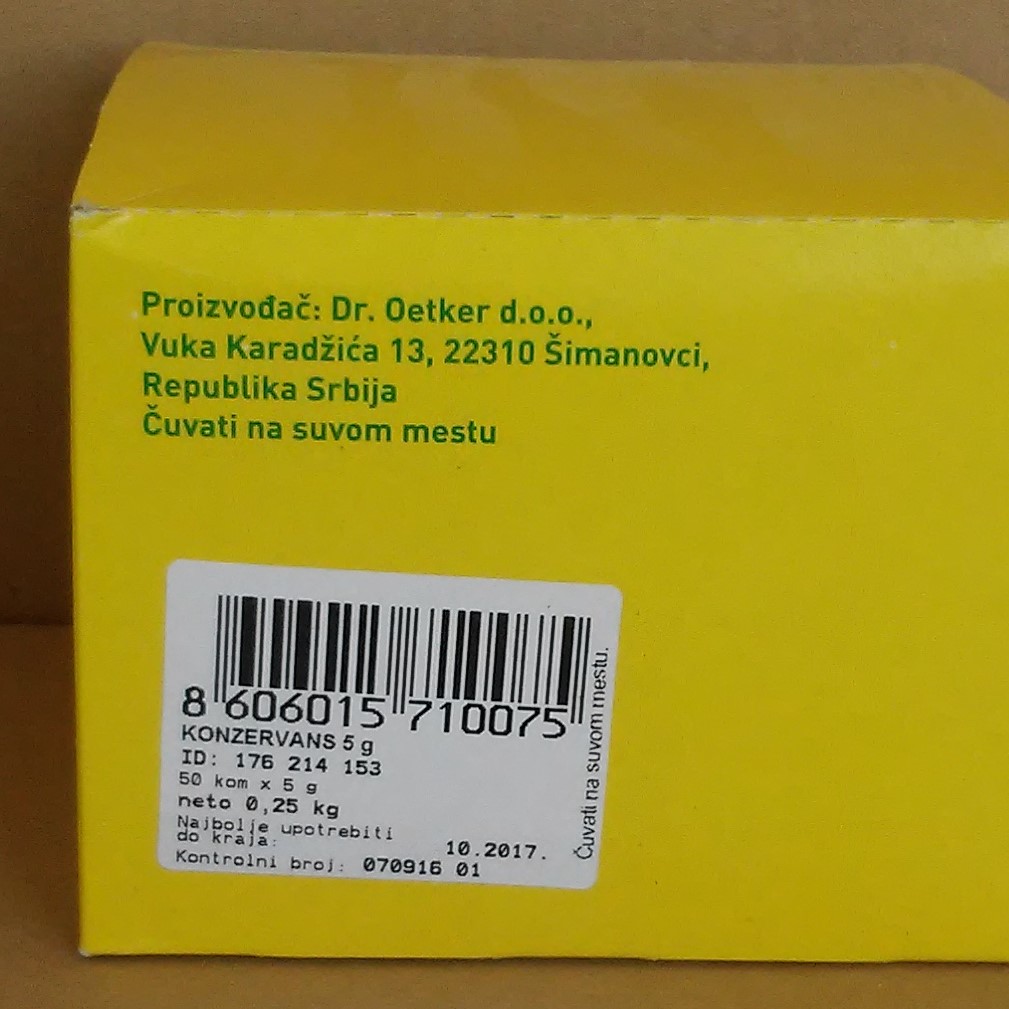 Proizvođač: Dr. Oetker d.o.o.,
Vuka Karadžića 13, 22310 Šimanovci,
Republika Srbija
Čuvati na suvom mestu
8 606015 710075
KONZERVANS 5 g
ID: 176 214 153
50 kom x 5 g
neto 0,25 kg
Najbolje upotrebiti
do kraja: 10.2017.
Kontrolni broj: 070916 01
Čuvati na suvom mestu.